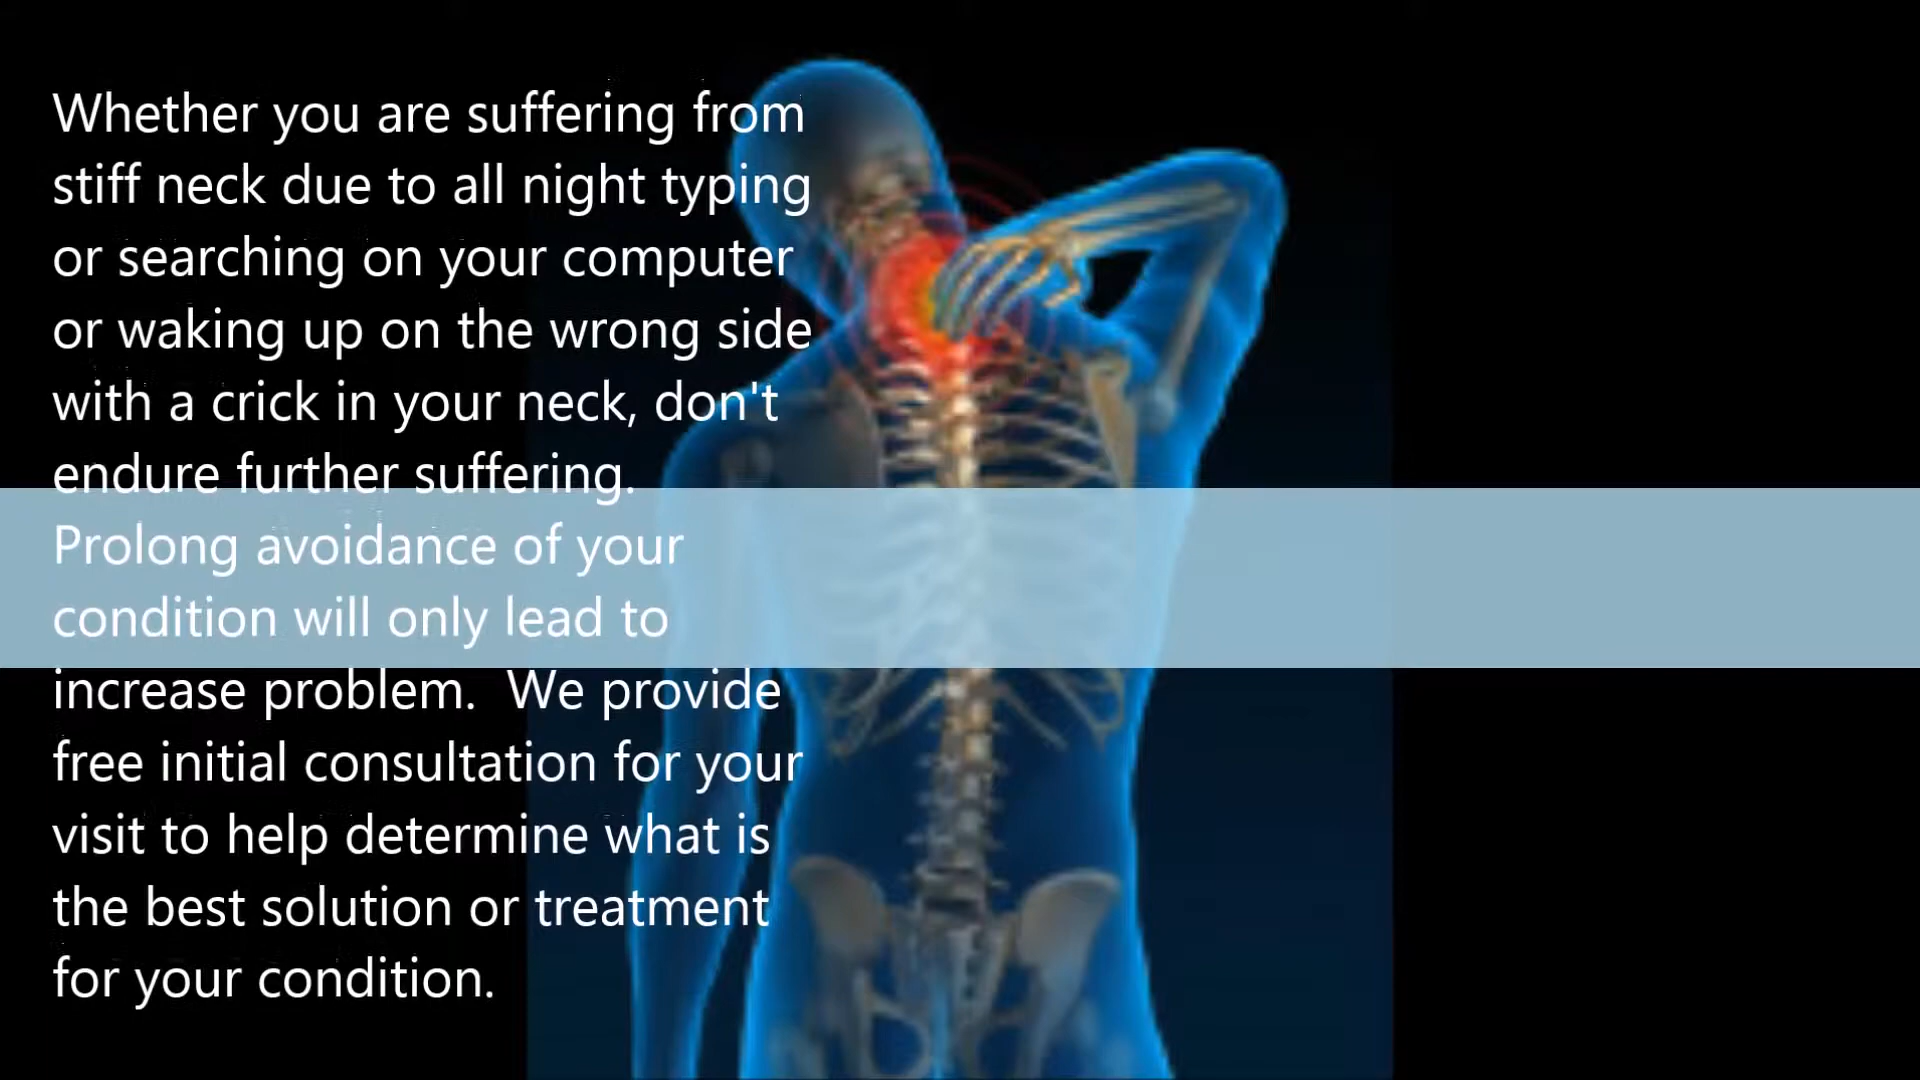 Whether you are suffering from
stiff neck due to all night typing
or searching on your computer
or waking up on the wrong side
with a crick in your neck, don't
endure further suffering.
Prolong avoidance of your
condition will only lead to
increase problem.  We provide
free initial consultation for your
visit to help determine what is
the best solution or treatment
for your condition.